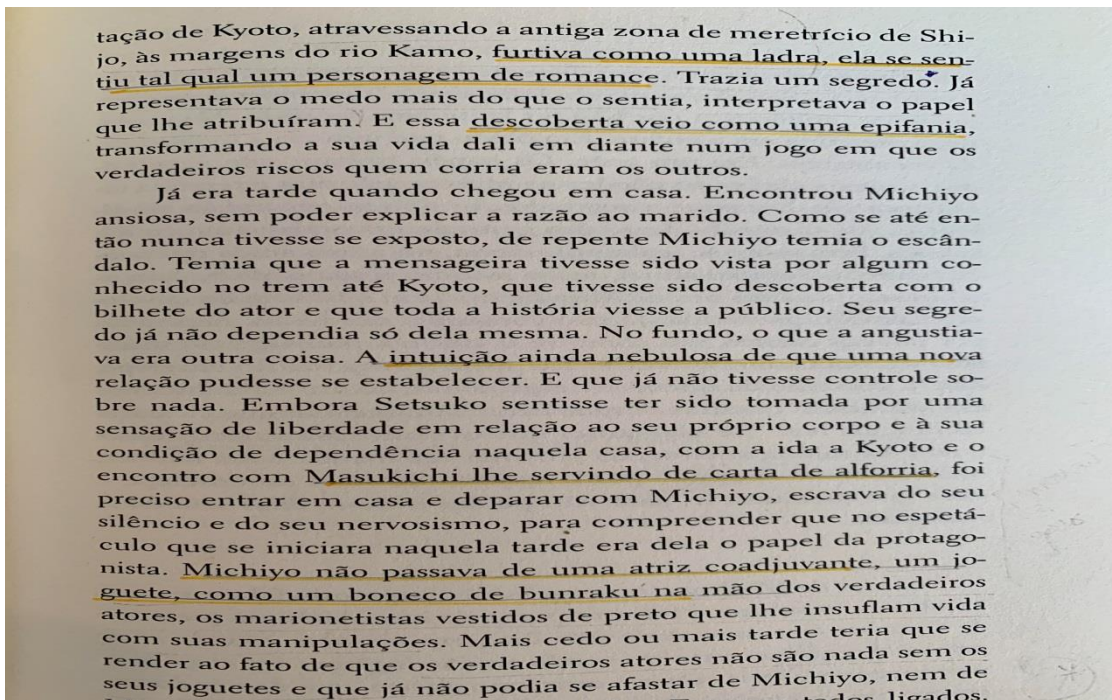 tação de Kyoto, atravessando a antiga zona de meretrício de Shi-
jo, às margens do rio Kamo, furtiva como uma ladra, ela se sen-
tiu tal qual um personagem de romance. Trazia um segredo. Já
representava o medo mais do que o sentia, interpretava o papel
que lhe atribuíram. E essa descoberta veio como uma epifania,
transformando a sua vida dali em diante num jogo em que os
verdadeiros riscos quem corria eram os outros.
Já era tarde quando chegou em casa. Encontrou Michiyo
ansiosa, sem poder explicar a razão ao marido. Como se até en-
tão nunca tivesse se exposto, de repente Michiyo temia o escân-
dalo. Temia que a mensageira tivesse sido vista por algum co-
nhecido no trem até Kyoto, que tivesse sido descoberta com o
bilhete do ator e que toda a história viesse a público. Seu segre-
do já não dependia só dela mesma. No fundo, o que a angustia-
va era outra coisa. A intuição ainda nebulosa de que uma nova
relação pudesse se estabelecer. E que já não tivesse controle so-
bre nada. Embora Setsuko sentisse ter sido tomada por uma
sensação de liberdade em relação ao seu próprio corpo e à sua
condição de dependência naquela casa, com a ida a Kyoto e o
encontro com Masukichi lhe servindo de carta de alforria, foi
preciso entrar em casa e deparar com Michiyo, escrava do seu
silêncio e do seu nervosismo, para compreender que no espetá-
culo que se iniciara naquela tarde era dela o papel da protago-
nista. Michiyo não passava de uma atriz coadjuvante, um jo-
guete, como um boneco de bunraku na mão dos verdadeiros
atores, os marionetistas vestidos de preto que lhe insuflam vida
com suas manipulações. Mais cedo ou mais tarde teria que se
render ao fato de que os verdadeiros atores não são nada sem os
seus joguetes e que já não podia se afastar de Michiyo, nem de
ligados,